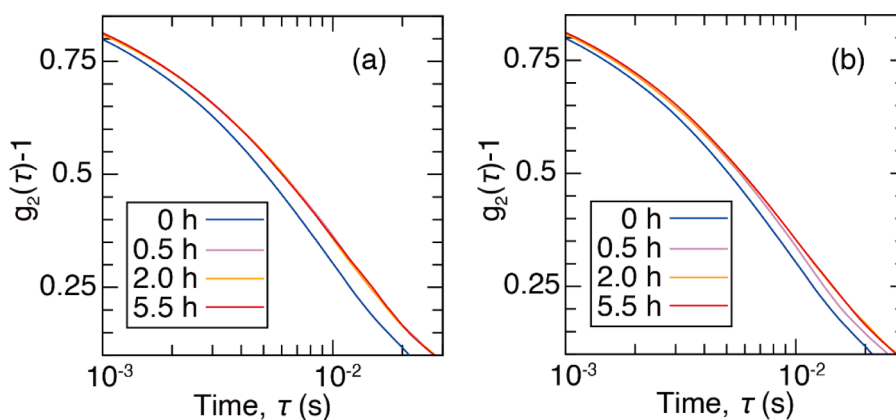 (a)
0.75
0.5
0.25
g₂(τ)-1
0 h
0.5 h
2.0 h
5.5 h
10⁻³
10⁻²
Time, τ (s)
(b)
0.75
0.5
0.25
g₂(τ)-1
0 h
0.5 h
2.0 h
5.5 h
10⁻³
10⁻²
Time, τ (s)